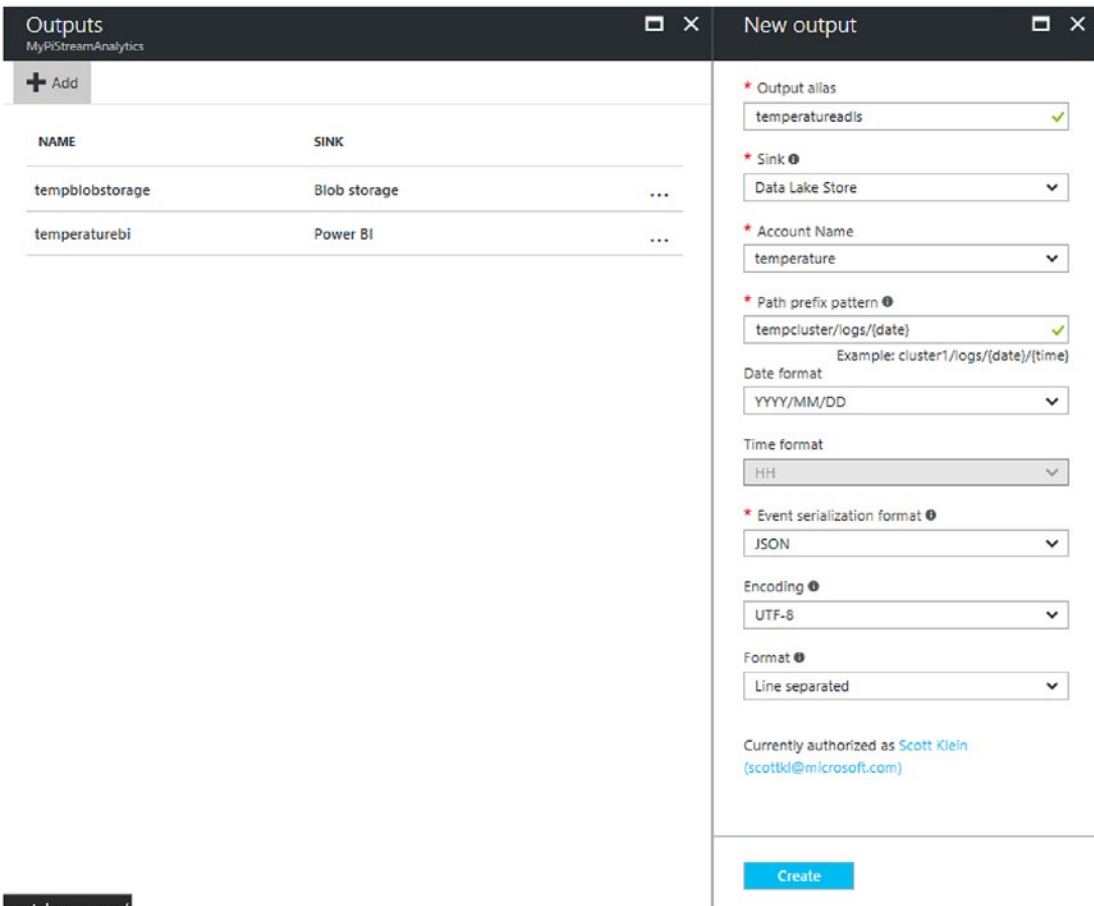 Outputs
MyPiStreamAnalytics
Add
NAME SINK
tempblobstorage Blob storage ...
temperaturebi Power BI ...
New output
* Output alias
temperatureadls
* Sink
Data Lake Store
* Account Name
temperature
* Path prefix pattern
tempcluster/logs/{date}
Example: cluster1/logs/{date}/{time}
Date format
YYYY/MM/DD
Time format
HH
* Event serialization format
JSON
Encoding
UTF-8
Format
Line separated
Currently authorized as Scott Klein
(scottkl@microsoft.com)
Create